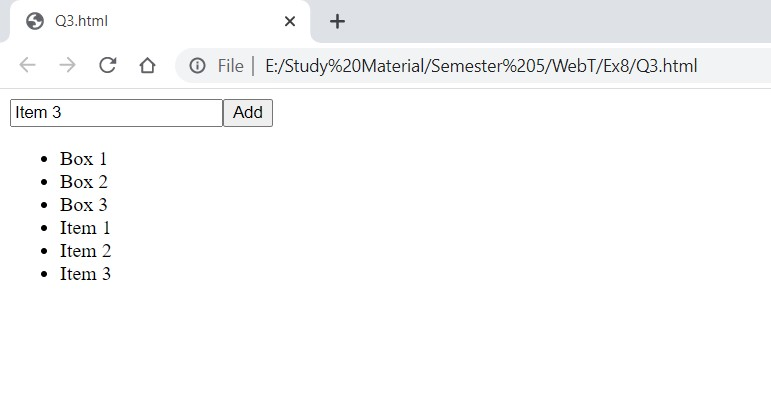 Q3.html
File | E:/Study%20Material/Semester%205/WebT/Ex8/Q3.html
Item 3 Add
• Box 1
• Box 2
• Box 3
• Item 1
• Item 2
• Item 3